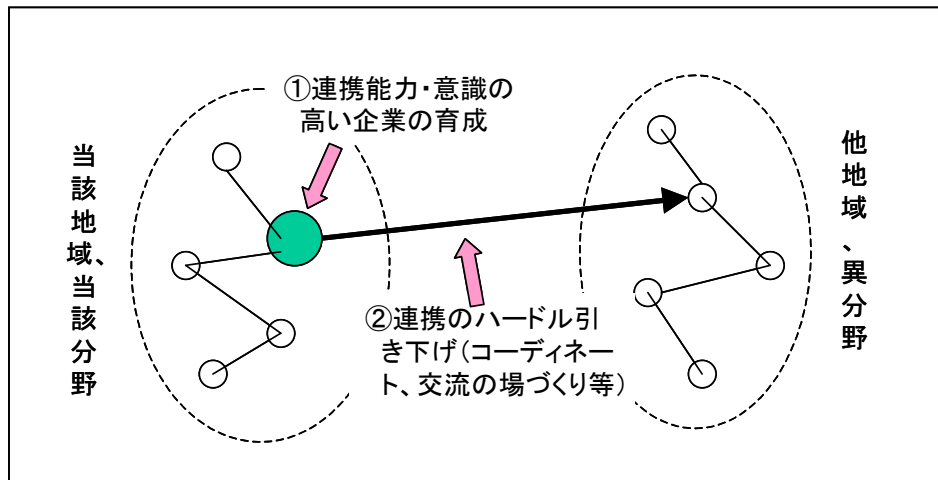 ①連携能力・意識の
高い企業の育成
当該地域、当該分野
他地域、異分野
②連携のハードル引
き下げ（コーディネー
ト、交流の場づくり等）